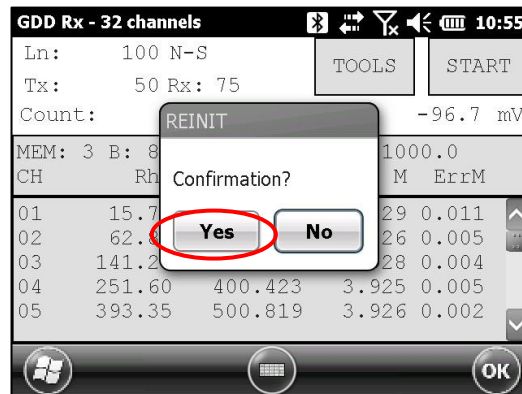 GDD Rx - 32 channels 10:55
Ln: 100 N-S
TOOLS START
Tx: 50 Rx: 75
Count: -96.7 mV
REINIT
Confirmation?
Yes No
MEM: 3 B: 8 1000.0
CH Rh M ErrM
01 15.7 29 0.011
02 62.8 26 0.005
03 141.2 28 0.004
04 251.60 400.423 3.925 0.005
05 393.35 500.819 3.926 0.002
OK